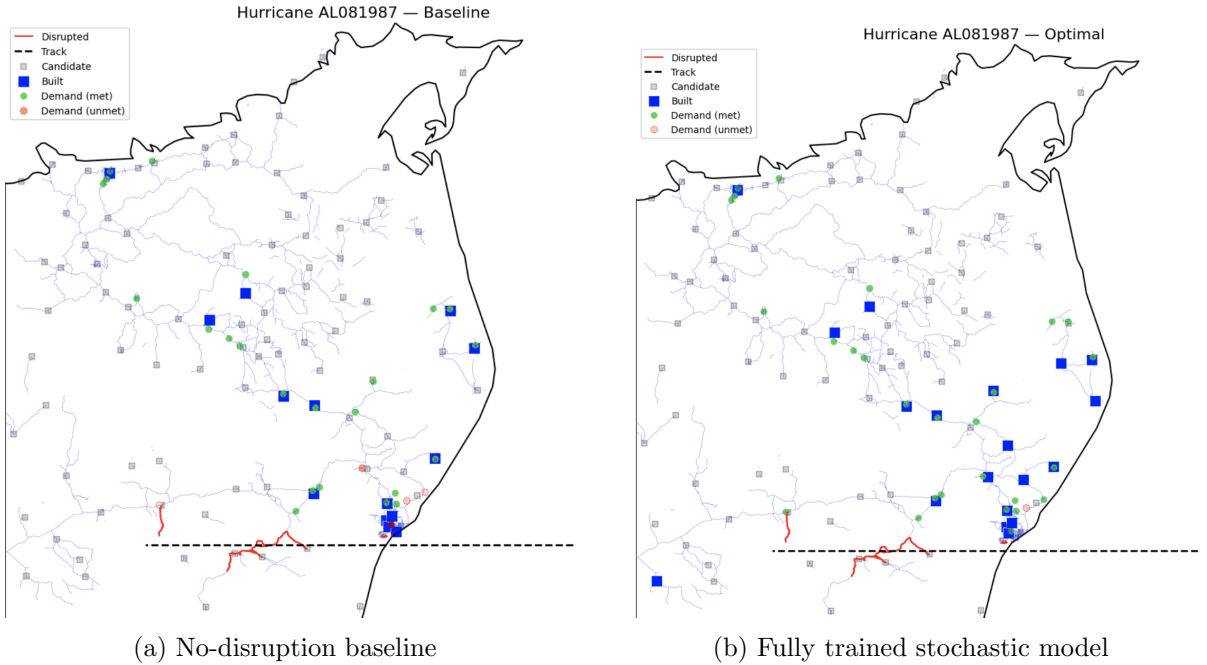 Hurricane AL081987 — Baseline
Disrupted
Track
Candidate
Built
Demand (met)
Demand (unmet)
(a) No-disruption baseline
Hurricane AL081987 — Optimal
Disrupted
Track
Candidate
Built
Demand (met)
Demand (unmet)
(b) Fully trained stochastic model